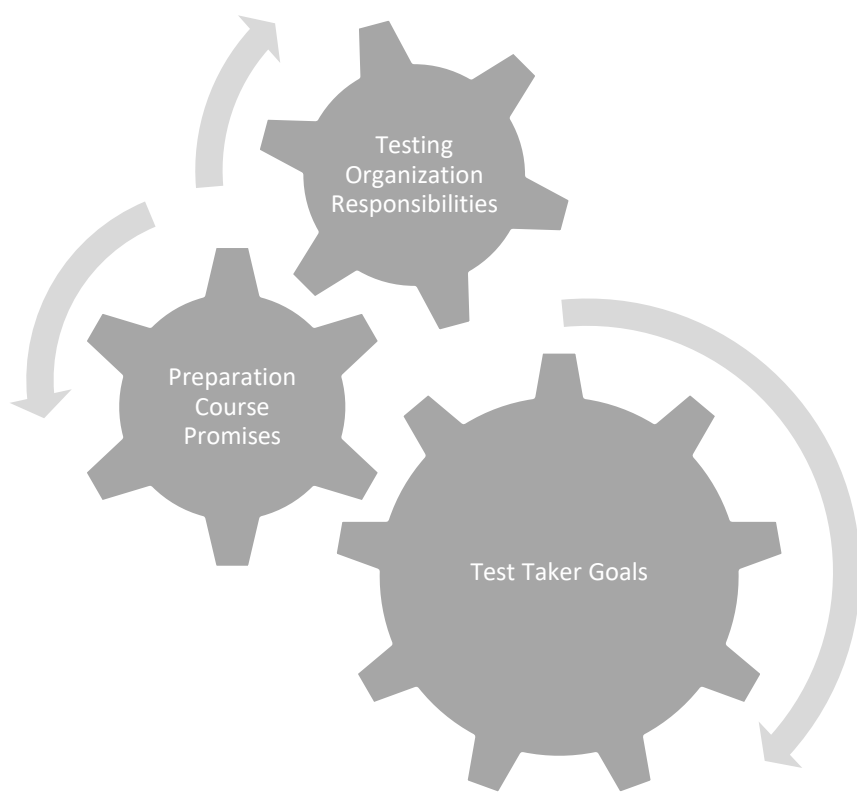 Testing
Organization
Responsibilities
Preparation
Course
Promises
Test Taker Goals